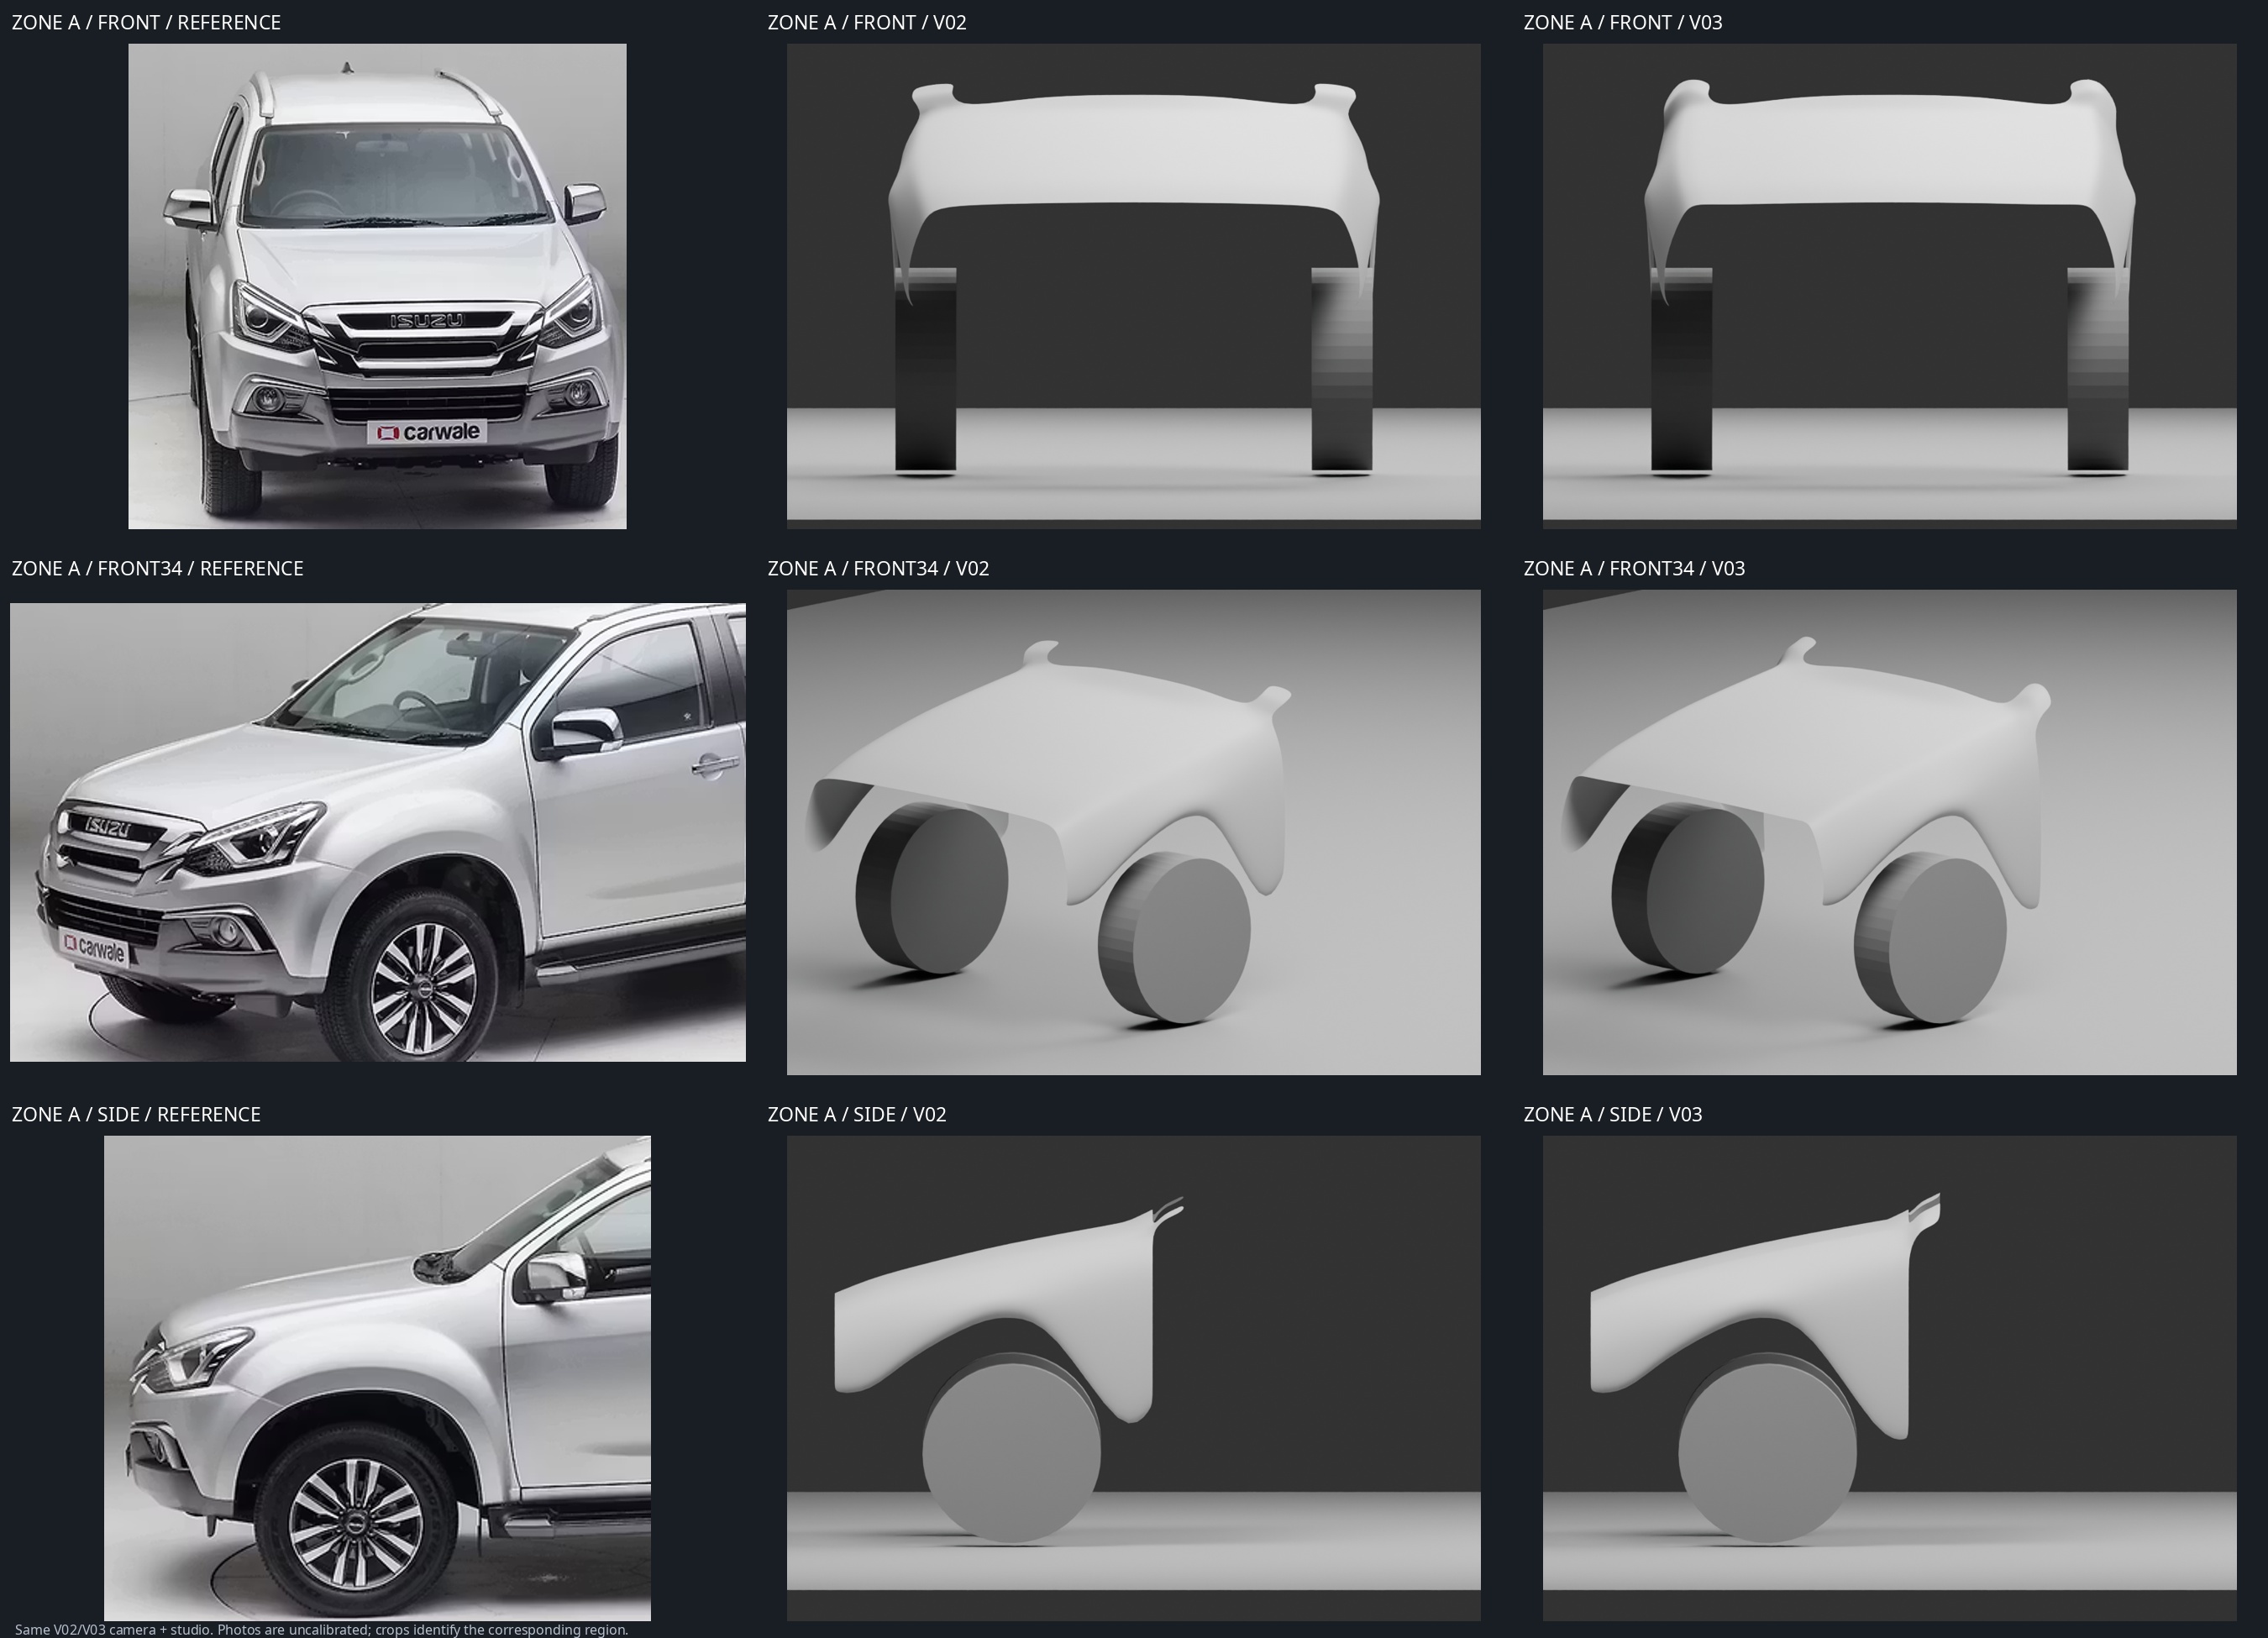 ZONE A / FRONT / REFERENCE
ZONE A / FRONT / V02
ZONE A / FRONT / V03
ISUZU
carwale
ZONE A / FRONT34 / REFERENCE
ZONE A / FRONT34 / V02
ZONE A / FRONT34 / V03
ISUZU
carwale
ZONE A / SIDE / REFERENCE
ZONE A / SIDE / V02
ZONE A / SIDE / V03
Same V02/V03 camera + studio. Photos are uncalibrated; crops identify the corresponding region.